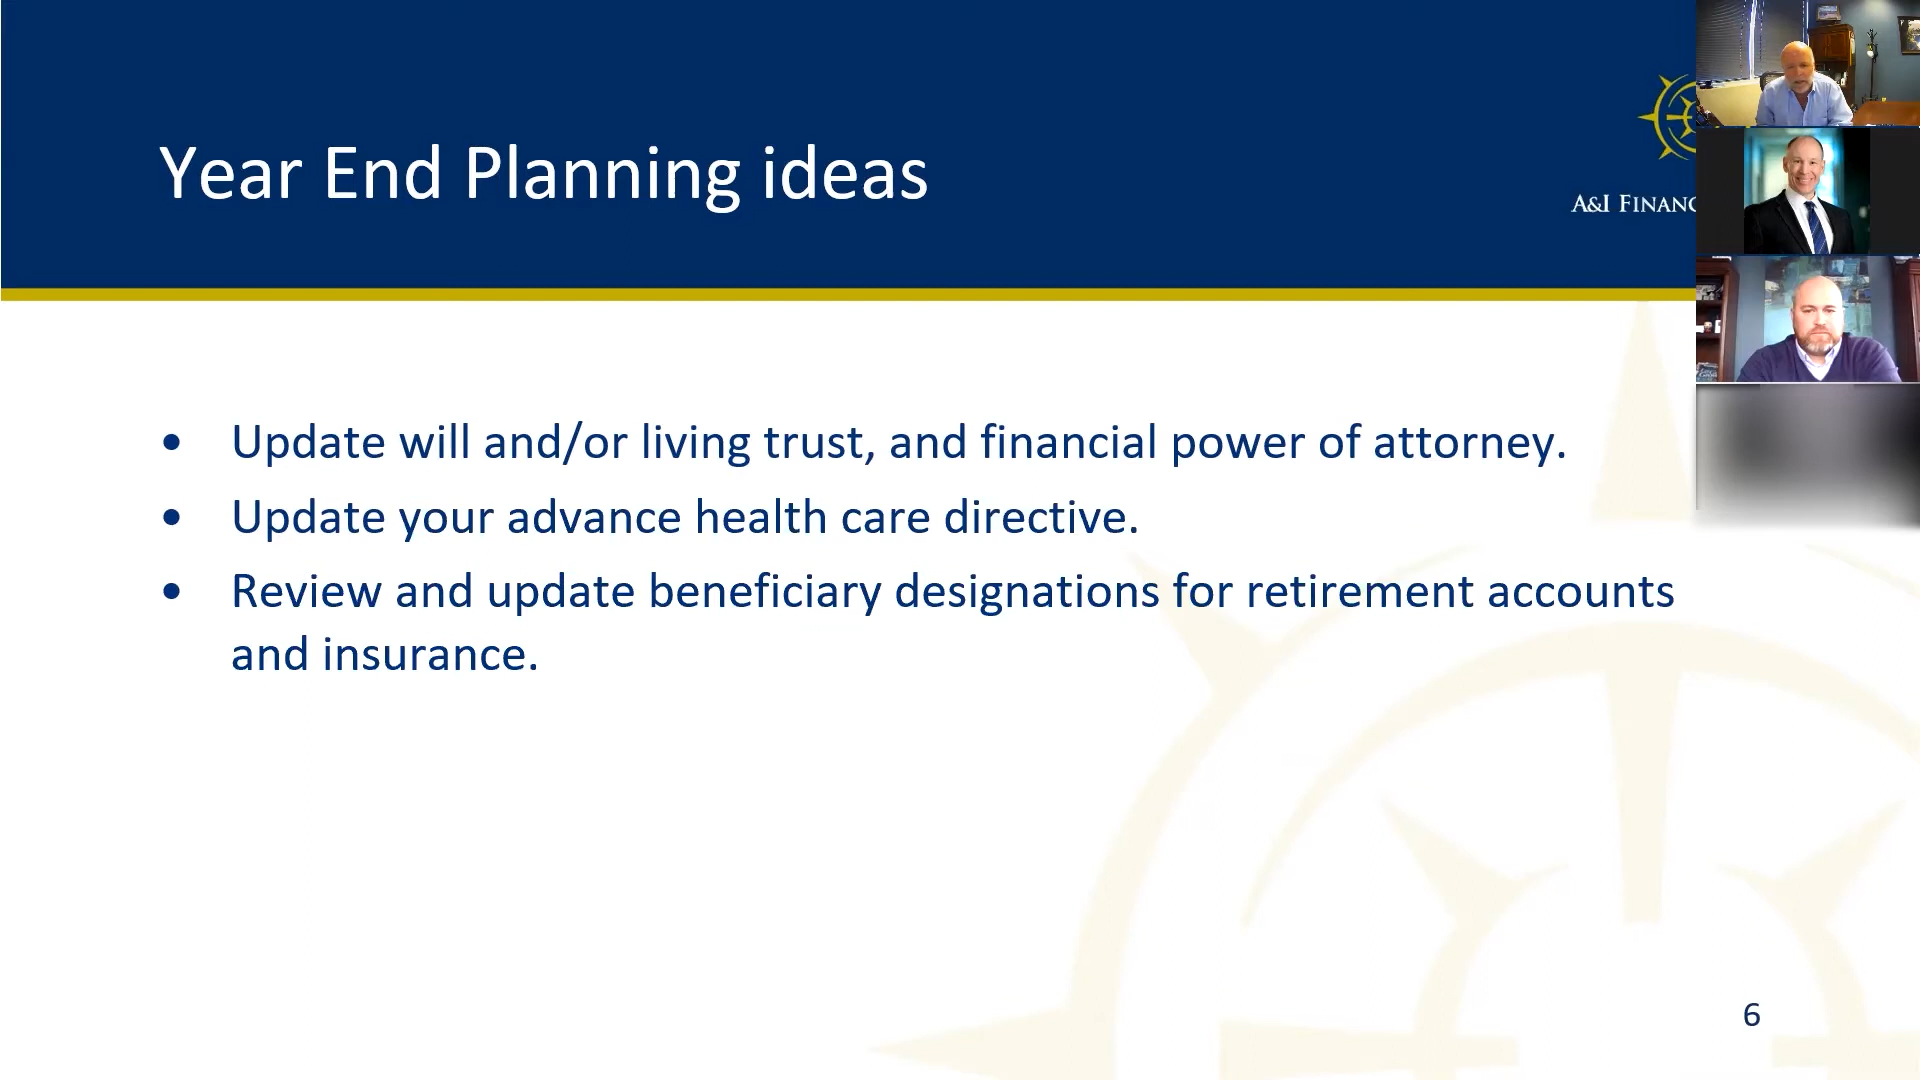 Year End Planning ideas
A&I
• Update will and/or living trust, and financial power of attorney.
• Update your advance health care directive.
• Review and update beneficiary designations for retirement accounts
and insurance.
6